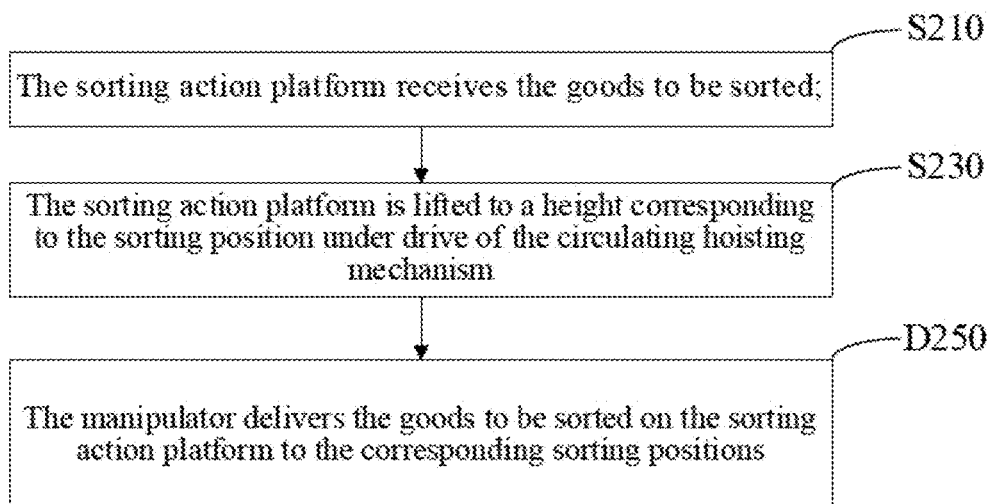 S210
The sorting action platform receives the goods to be sorted;
S230
The sorting action platform is lifted to a height corresponding
to the sorting position under drive of the circulating hoisting
mechanism
D250
The manipulator delivers the goods to be sorted on the sorting
action platform to the corresponding sorting positions